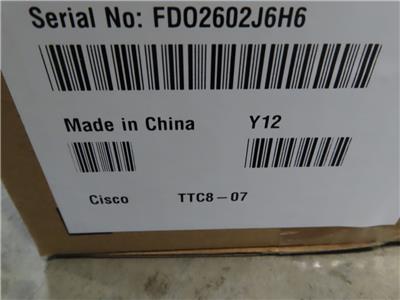 Serial No: FDO2602J6H6
Made in China Y12
Cisco TTC8-07